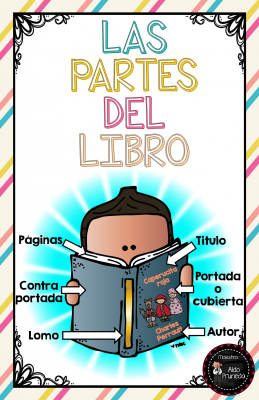 LAS
PARTES
DEL
LIBRO
Páginas
Título
Contra
portada
Portada
o
cubierta
Lomo
Autor
Caperucita
roja
Charles
Perrault
Maestro
Aldo
Pruneda